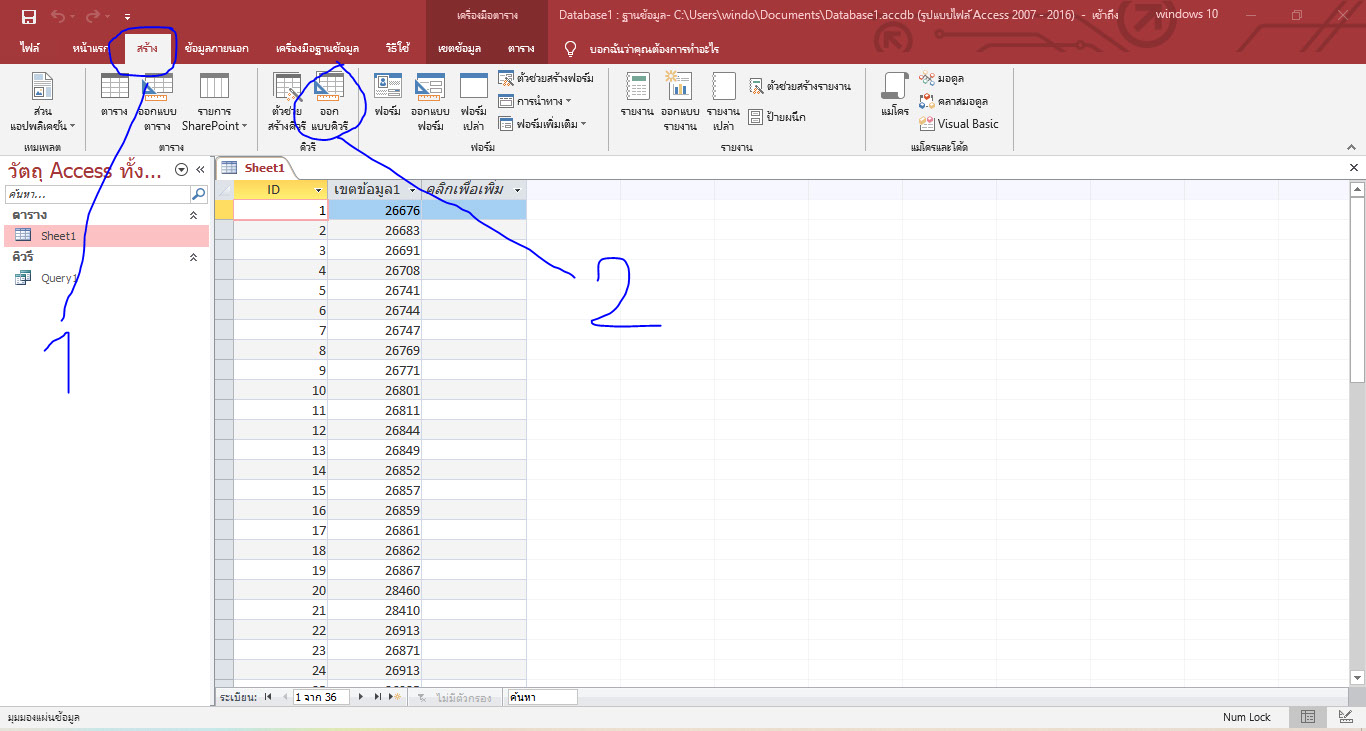 เครื่องมือตาราง
Database1 : ฐานข้อมูล- C:\Users\windo\Documents\Database1.accdb (รูปแบบไฟล์ Access 2007 - 2016) - เข้าถึง
windows 10
ไฟล์ หน้าแรก สร้าง ข้อมูลภายนอก เครื่องมือฐานข้อมูล วิธีใช้ เขตข้อมูล ตาราง บอกฉันว่าคุณต้องการทำอะไร
ส่วน
แอปพลิเคชัน
เทมเพลต
ตาราง
ออกแบบ
ตาราง
รายการ
SharePoint
ตาราง
ตัวช่วย
สร้างคิวรี
ออก
แบบคิวรี
คิวรี
ฟอร์ม
ออกแบบ
ฟอร์ม
ฟอร์ม
เปล่า
ตัวช่วยสร้างฟอร์ม
การนำทาง
ฟอร์มเพิ่มเติม
ฟอร์ม
รายงาน
ออกแบบ
รายงาน
รายงาน
เปล่า
ตัวช่วยสร้างรายงาน
ป้ายผนึก
รายงาน
แมโคร
มอดูล
คลาสมอดูล
Visual Basic
แมโครและโค้ด
วัตถุ Access ทั้ง...
ค้นหา...
ตาราง
Sheet1
คิวรี
Query1
1
2
Sheet1
ID เขตข้อมูล1 คลิกเพื่อเพิ่ม
1 26676
2 26683
3 26691
4 26708
5 26741
6 26744
7 26747
8 26769
9 26771
10 26801
11 26811
12 26844
13 26849
14 26852
15 26857
16 26859
17 26861
18 26862
19 26867
20 28460
21 28410
22 26913
23 26871
24 26913
ระเบียน: 1 จาก 36 ไม่มีตัวกรอง ค้นหา
มุมมองแผ่นข้อมูล
Num Lock